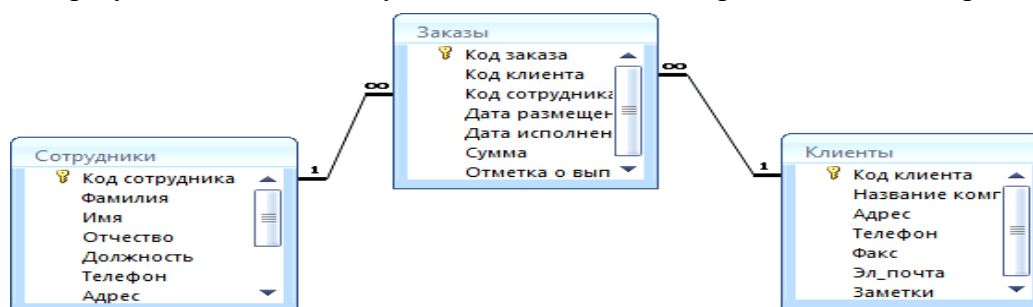 Заказы
Код заказа
Код клиента
Код сотрудника
Дата размещен
Дата исполнен
Сумма
Отметка о вып
∞
∞
1
1
Сотрудники
Код сотрудника
Фамилия
Имя
Отчество
Должность
Телефон
Адрес
Клиенты
Код клиента
Название комп
Адрес
Телефон
Факс
Эл_почта
Заметки